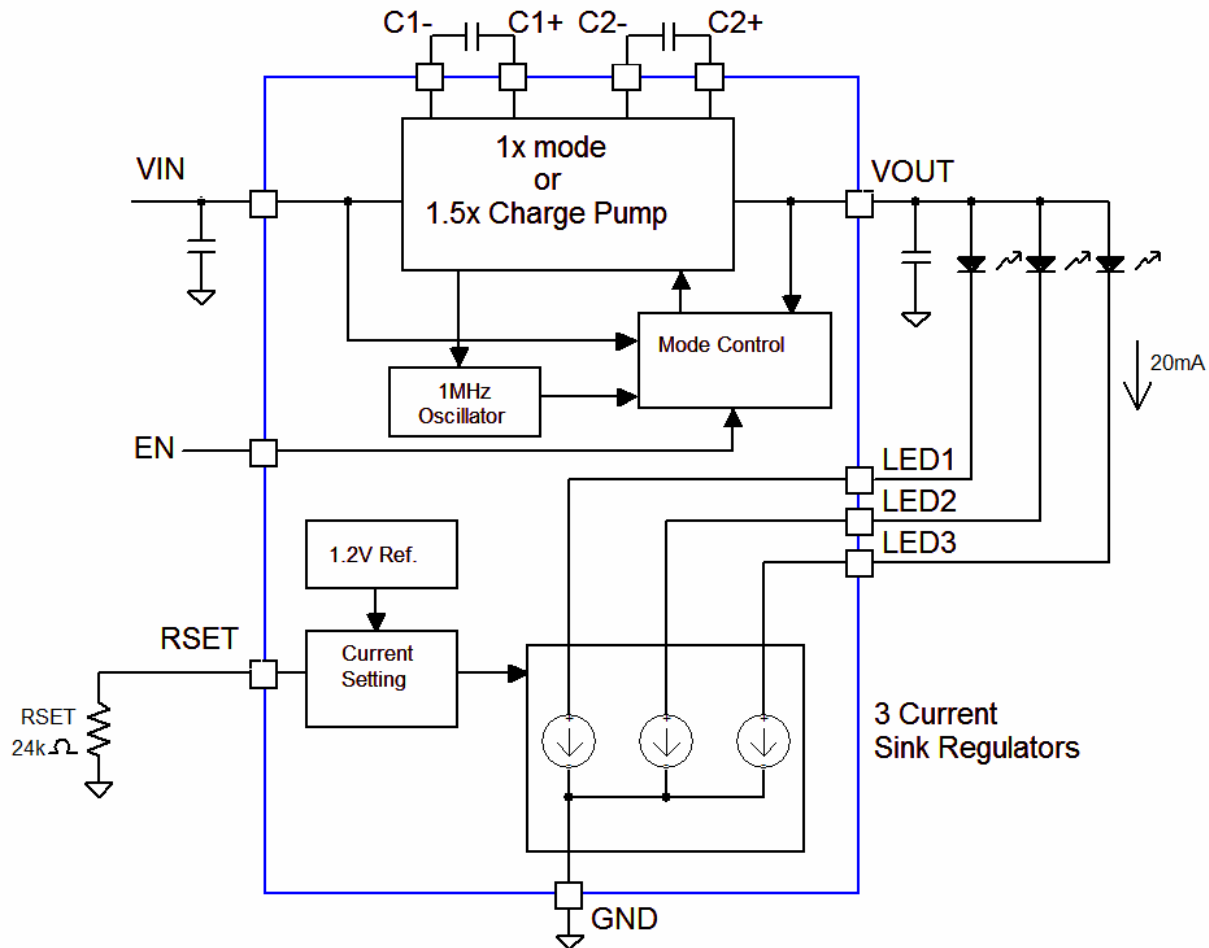 C1- C1+ C2- C2+
1x mode
or
1.5x Charge Pump
VIN
VOUT
Mode Control
20mA
1MHz
Oscillator
EN
LED1
LED2
LED3
1.2V Ref.
RSET
Current
Setting
RSET
24kΩ
3 Current
Sink Regulators
GND